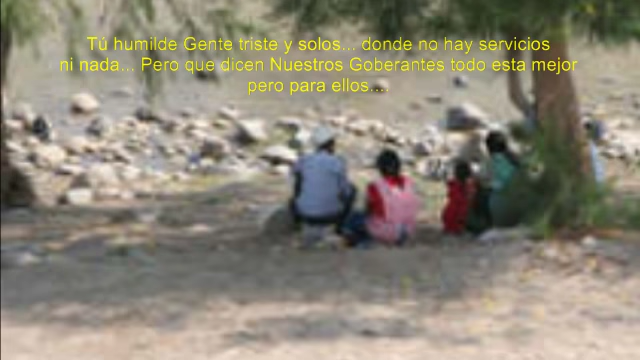 Tú humilde Gente triste y solos... donde no hay servicios
ni nada... Pero que dicen Nuestros Goberantes todo esta mejor
pero para ellos....